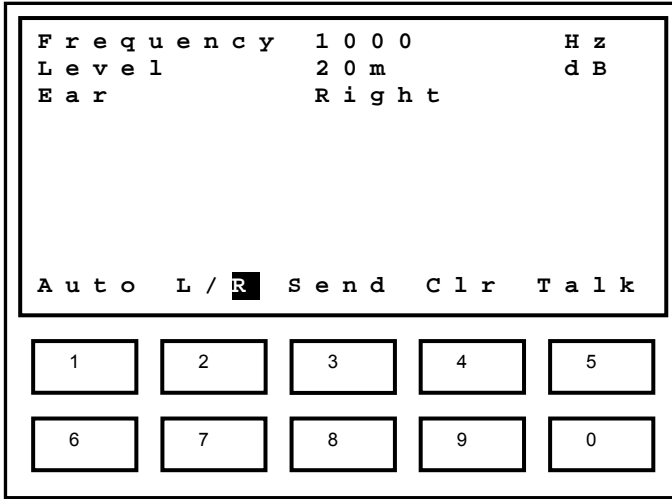 Frequency 1000 Hz
Level 20m dB
Ear Right
Auto L/R Send Clr Talk
1 2 3 4 5
6 7 8 9 0